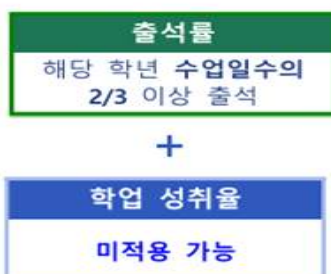 출석률
해당 학년 수업일수의
2/3 이상 출석
+
학업 성취율
미적용 가능